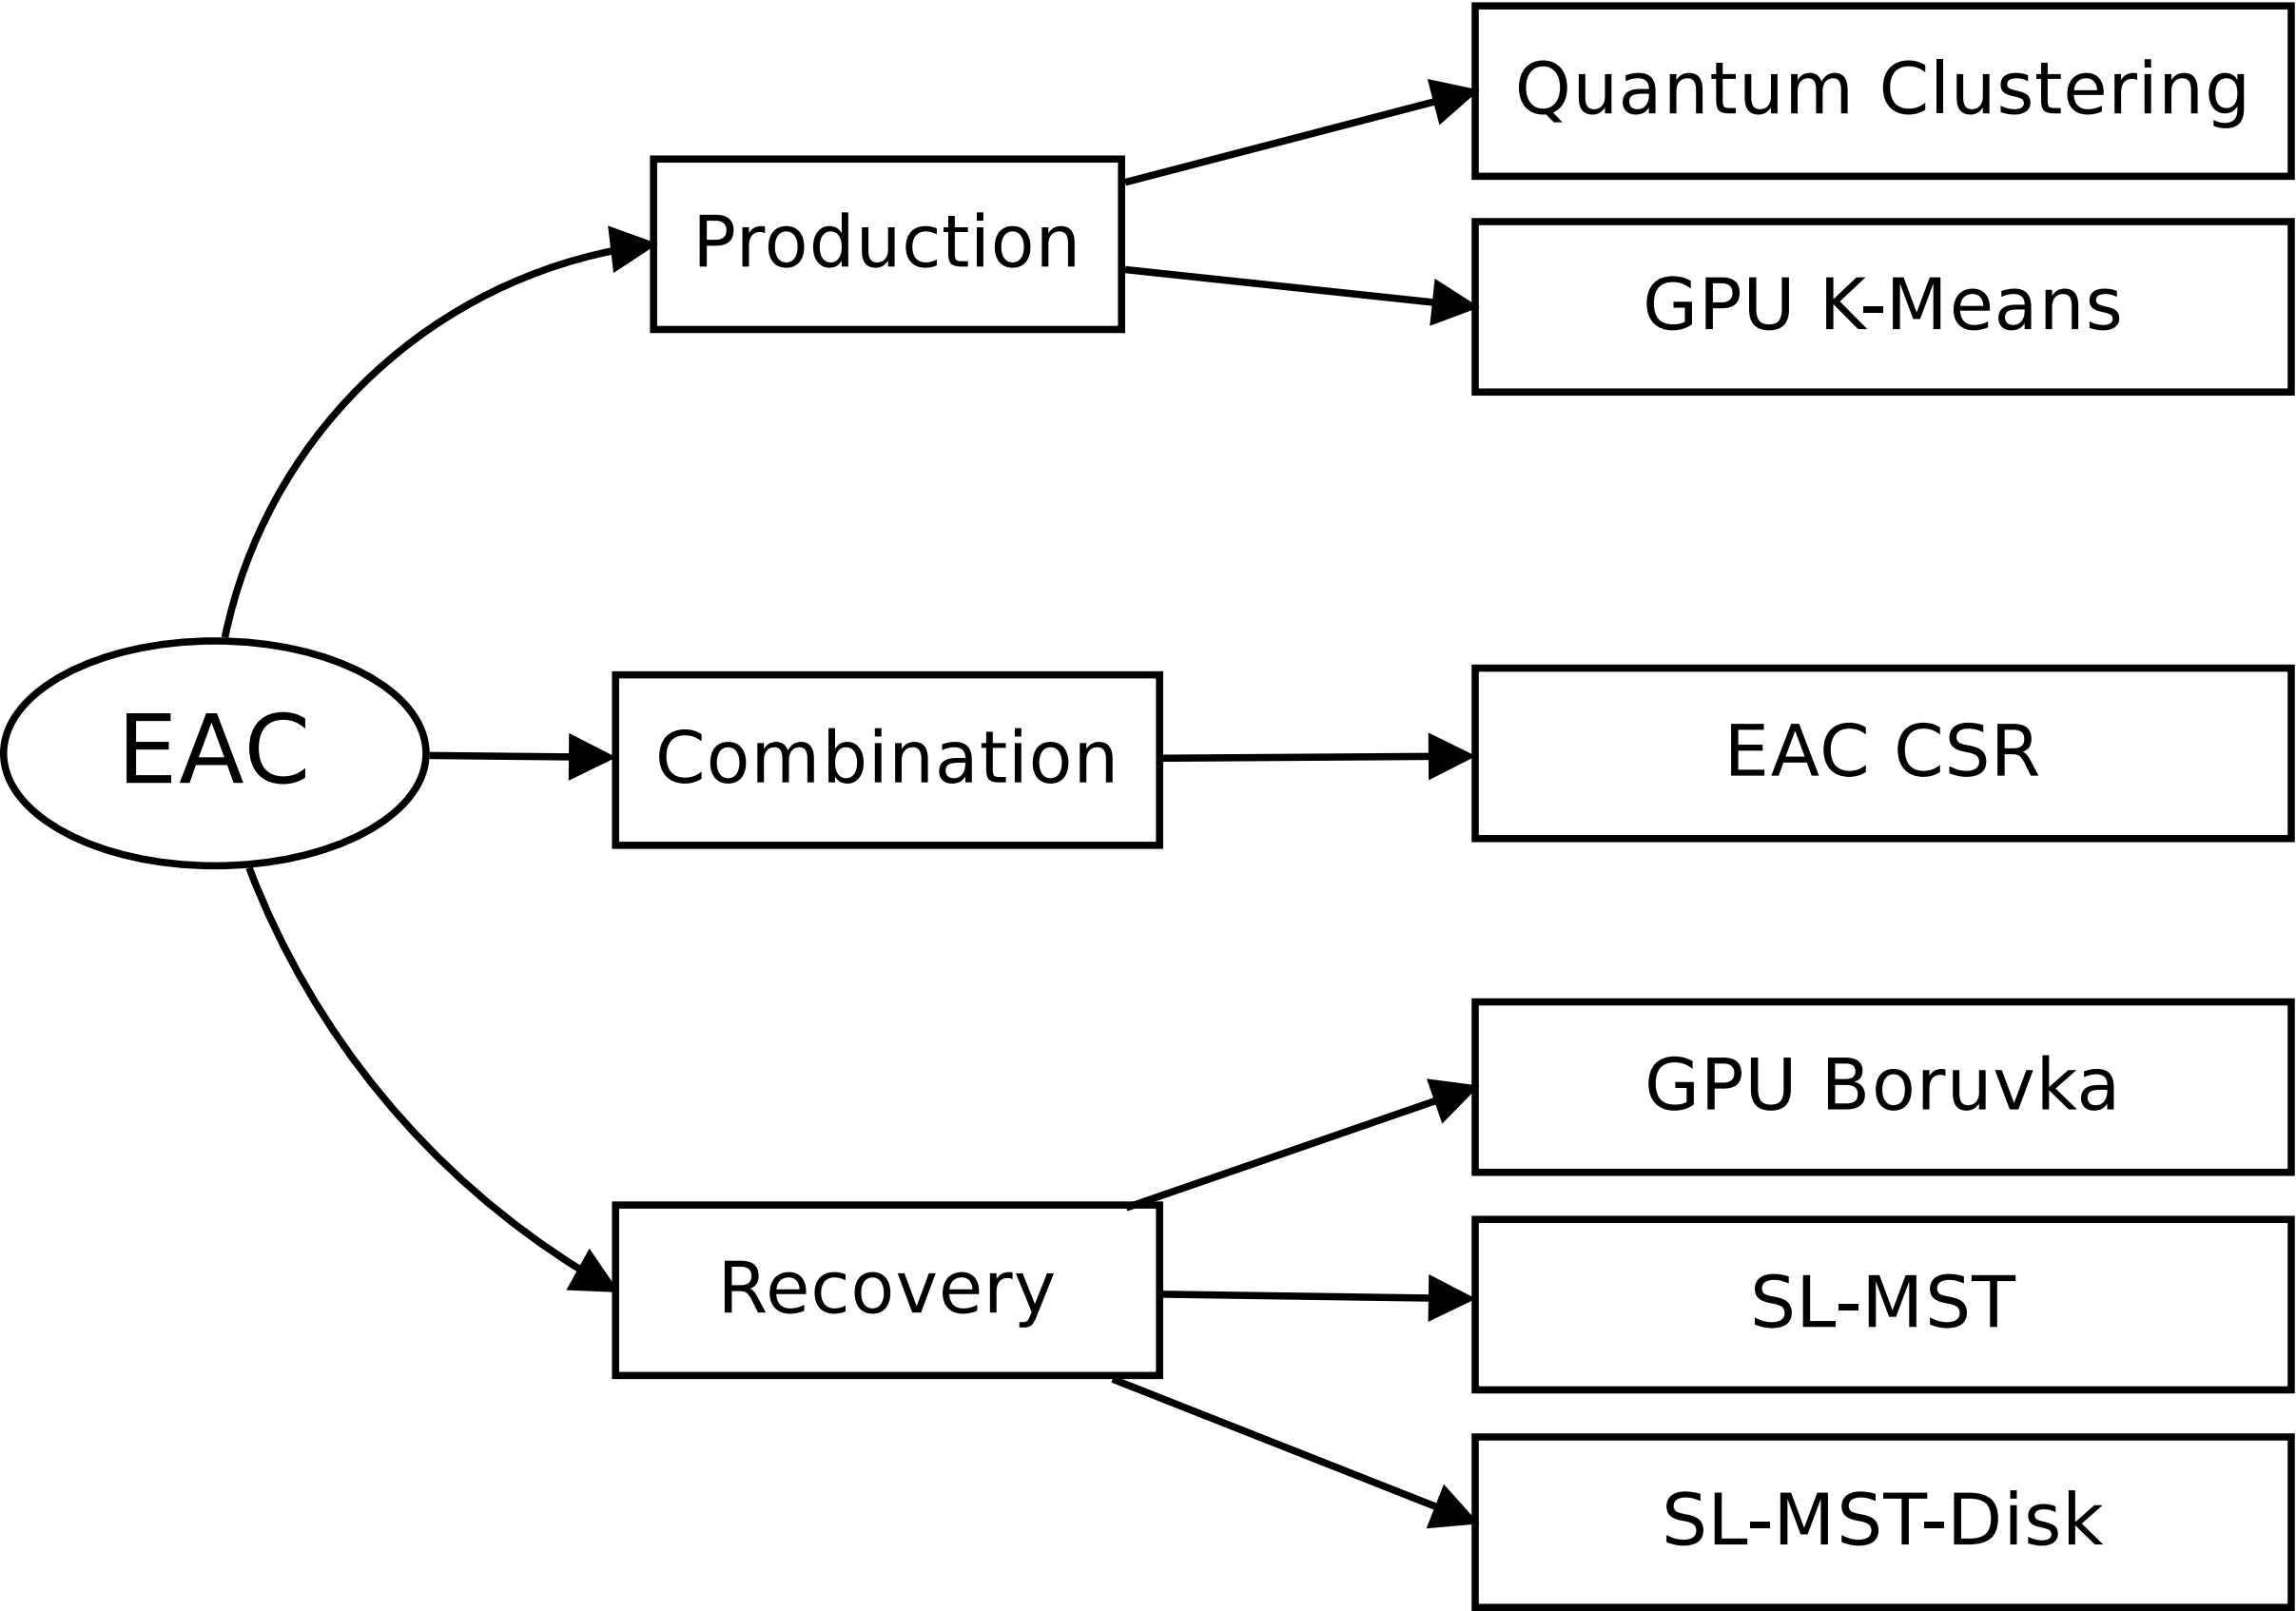 EAC
Production
Quantum Clustering
GPU K-Means
Combination
EAC CSR
Recovery
GPU Boruvka
SL-MST
SL-MST-Disk